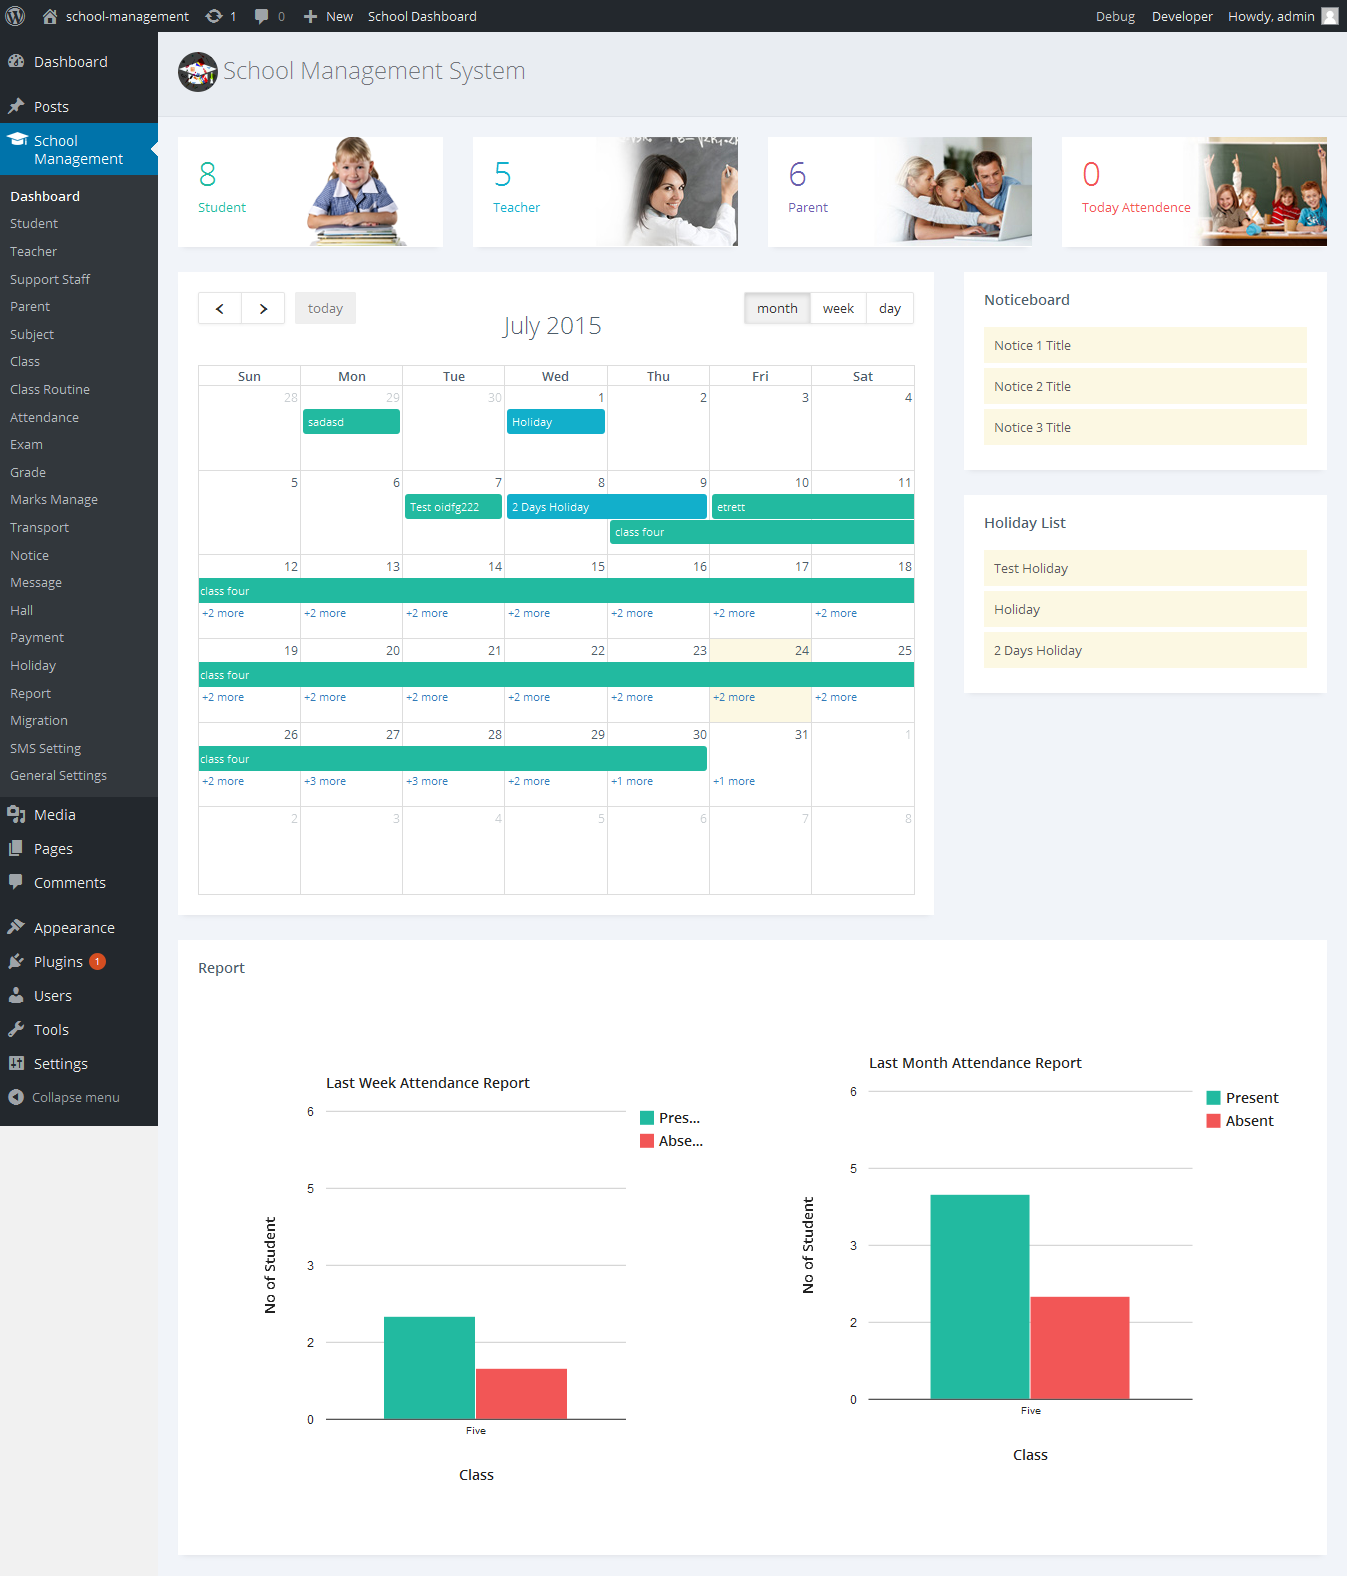 school-management 1 0 New School Dashboard Debug Developer Howdy, admin
Dashboard
Posts
School
Management
Dashboard
Student
Teacher
Support Staff
Parent
Subject
Class
Class Routine
Attendance
Exam
Grade
Marks Manage
Transport
Notice
Message
Hall
Payment
Holiday
Report
Migration
SMS Setting
General Settings
Media
Pages
Comments
Appearance
Plugins 1
Users
Tools
Settings
Collapse menu
School Management System
8
Student
5
Teacher
6
Parent
0
Today Attendence
today
July 2015
month week day
Sun Mon Tue Wed Thu Fri Sat
28 29 30 1 2 3 4
sadasd Holiday
5 6 7 8 9 10 11
Test oidfg222 2 Days Holiday etrett
class four
12 13 14 15 16 17 18
class four
+2 more +2 more +2 more +2 more +2 more +2 more +2 more
19 20 21 22 23 24 25
class four
+2 more +2 more +2 more +2 more +2 more +2 more +2 more
26 27 28 29 30 31 1
class four
+2 more +3 more +3 more +2 more +1 more +1 more
2 3 4 5 6 7 8
Noticeboard
Notice 1 Title
Notice 2 Title
Notice 3 Title
Holiday List
Test Holiday
Holiday
2 Days Holiday
Report
Last Week Attendance Report
6
5
3
2
0
No of Student
Five
Class
Pres...
Abse...
Last Month Attendance Report
6
5
3
2
0
No of Student
Five
Class
Present
Absent